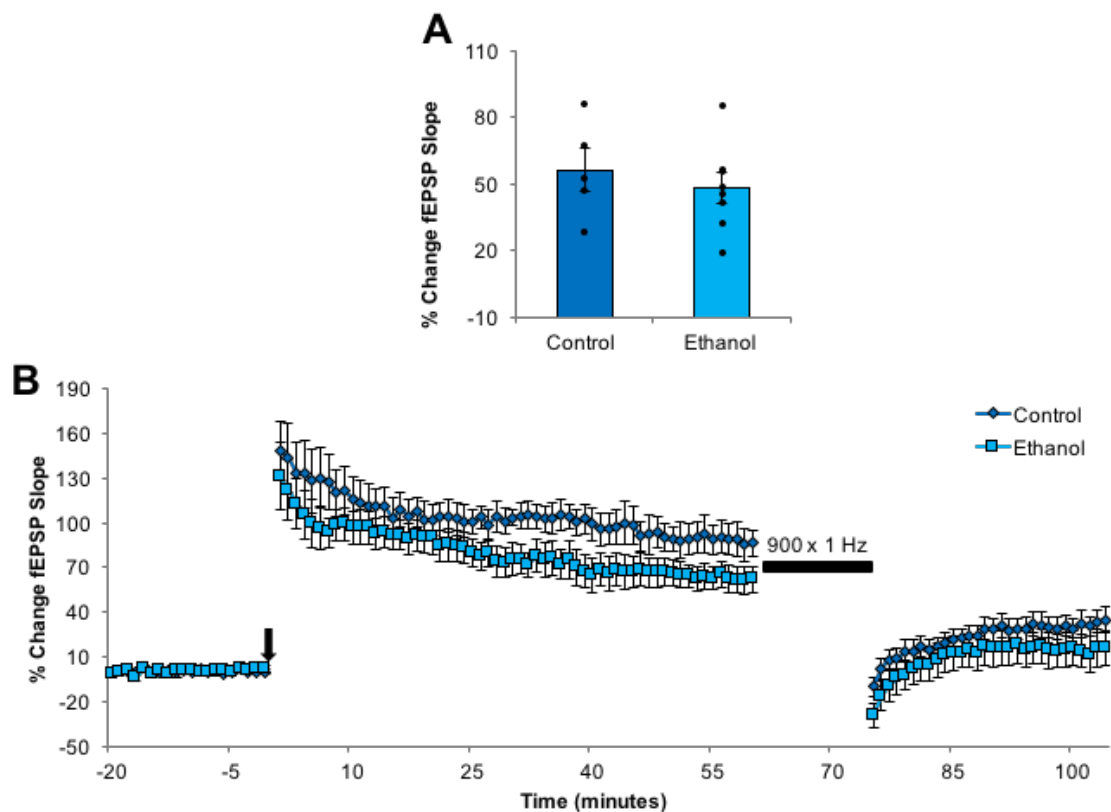 A
% Change fEPSP Slope
110
80
50
20
-10
Control
Ethanol
B
% Change fEPSP Slope
190
160
130
100
70
40
10
-20
-50
Control
Ethanol
900 x 1 Hz
-20 -5 10 25 40 55 70 85 100
Time (minutes)